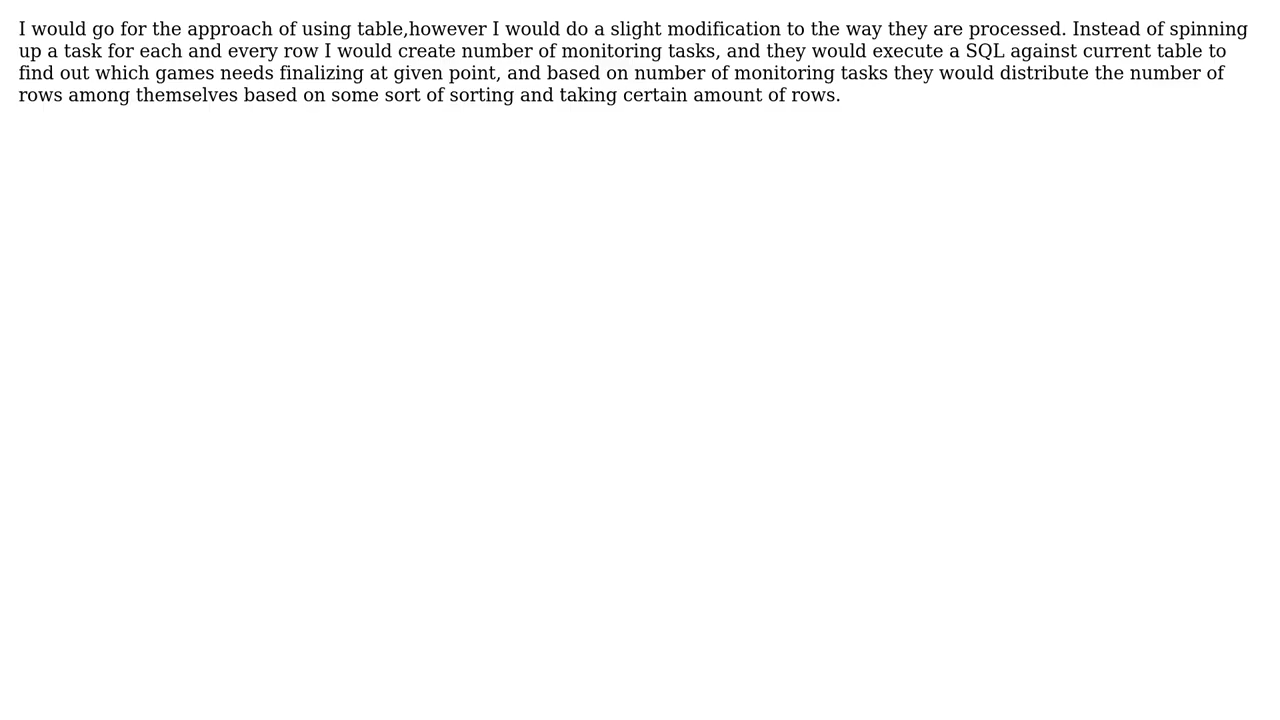 I would go for the approach of using table,however I would do a slight modification to the way they are processed. Instead of spinning
up a task for each and every row I would create number of monitoring tasks, and they would execute a SQL against current table to
find out which games needs finalizing at given point, and based on number of monitoring tasks they would distribute the number of
rows among themselves based on some sort of sorting and taking certain amount of rows.